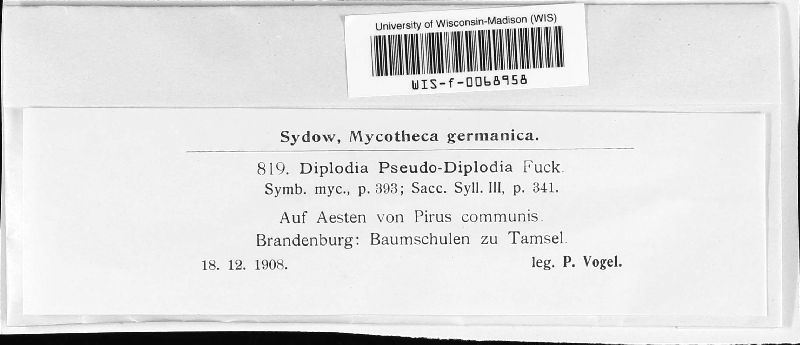 University of Wisconsin-Madison (WIS)
WIS-f-0068958
Sydow, Mycotheca germanica.
819. Diplodia Pseudo-Diplodia Fuck.
Symb. myc., p. 393; Sacc. Syll. III, p. 341.
Auf Aesten von Pirus communis.
Brandenburg: Baumschulen zu Tamsel.
18. 12. 1908. leg. P. Vogel.